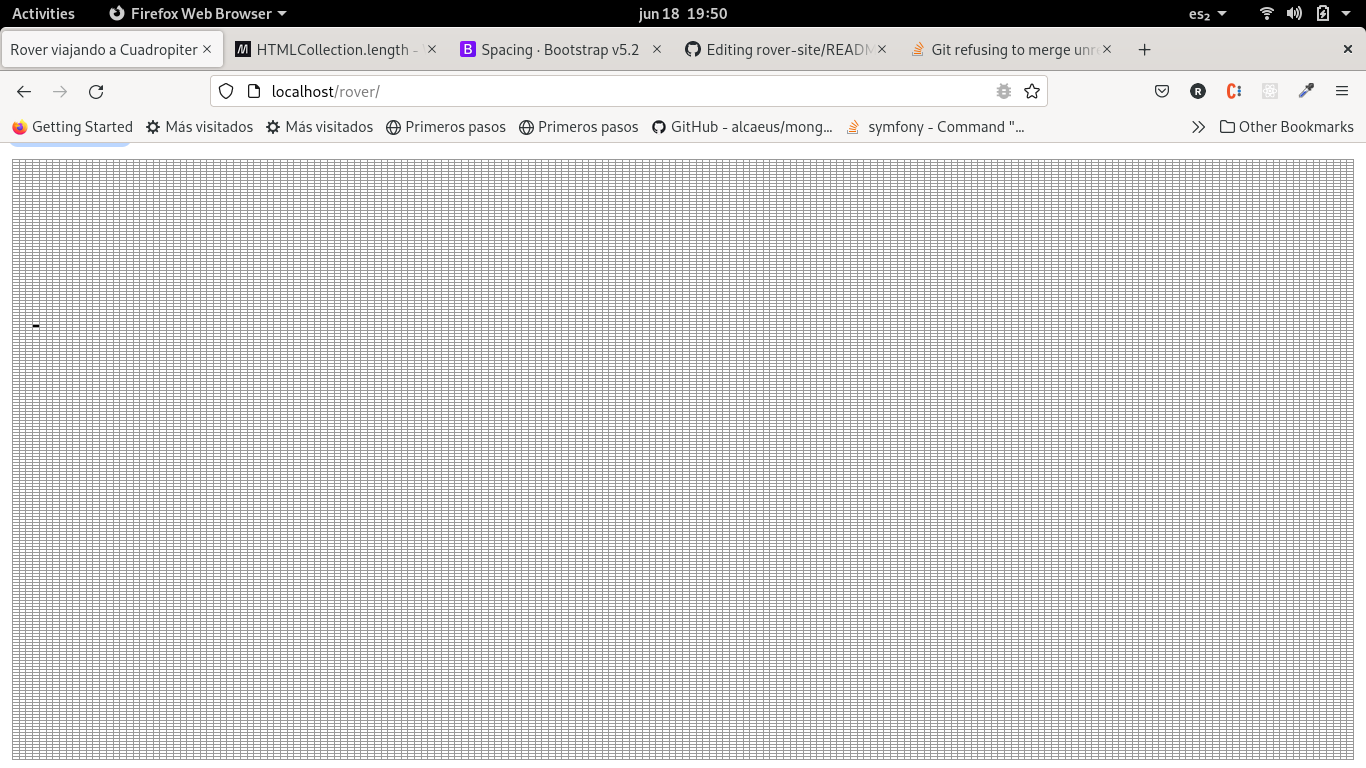 Activities Firefox Web Browser jun 18 19:50 es₂
Rover viajando a Cuadropiter HTMLCollection.length - Spacing · Bootstrap v5.2 Editing rover-site/READM Git refusing to merge unre
localhost/rover/
Getting Started Más visitados Más visitados Primeros pasos Primeros pasos GitHub - alcaeus/mong... symfony - Command "... Other Bookmarks